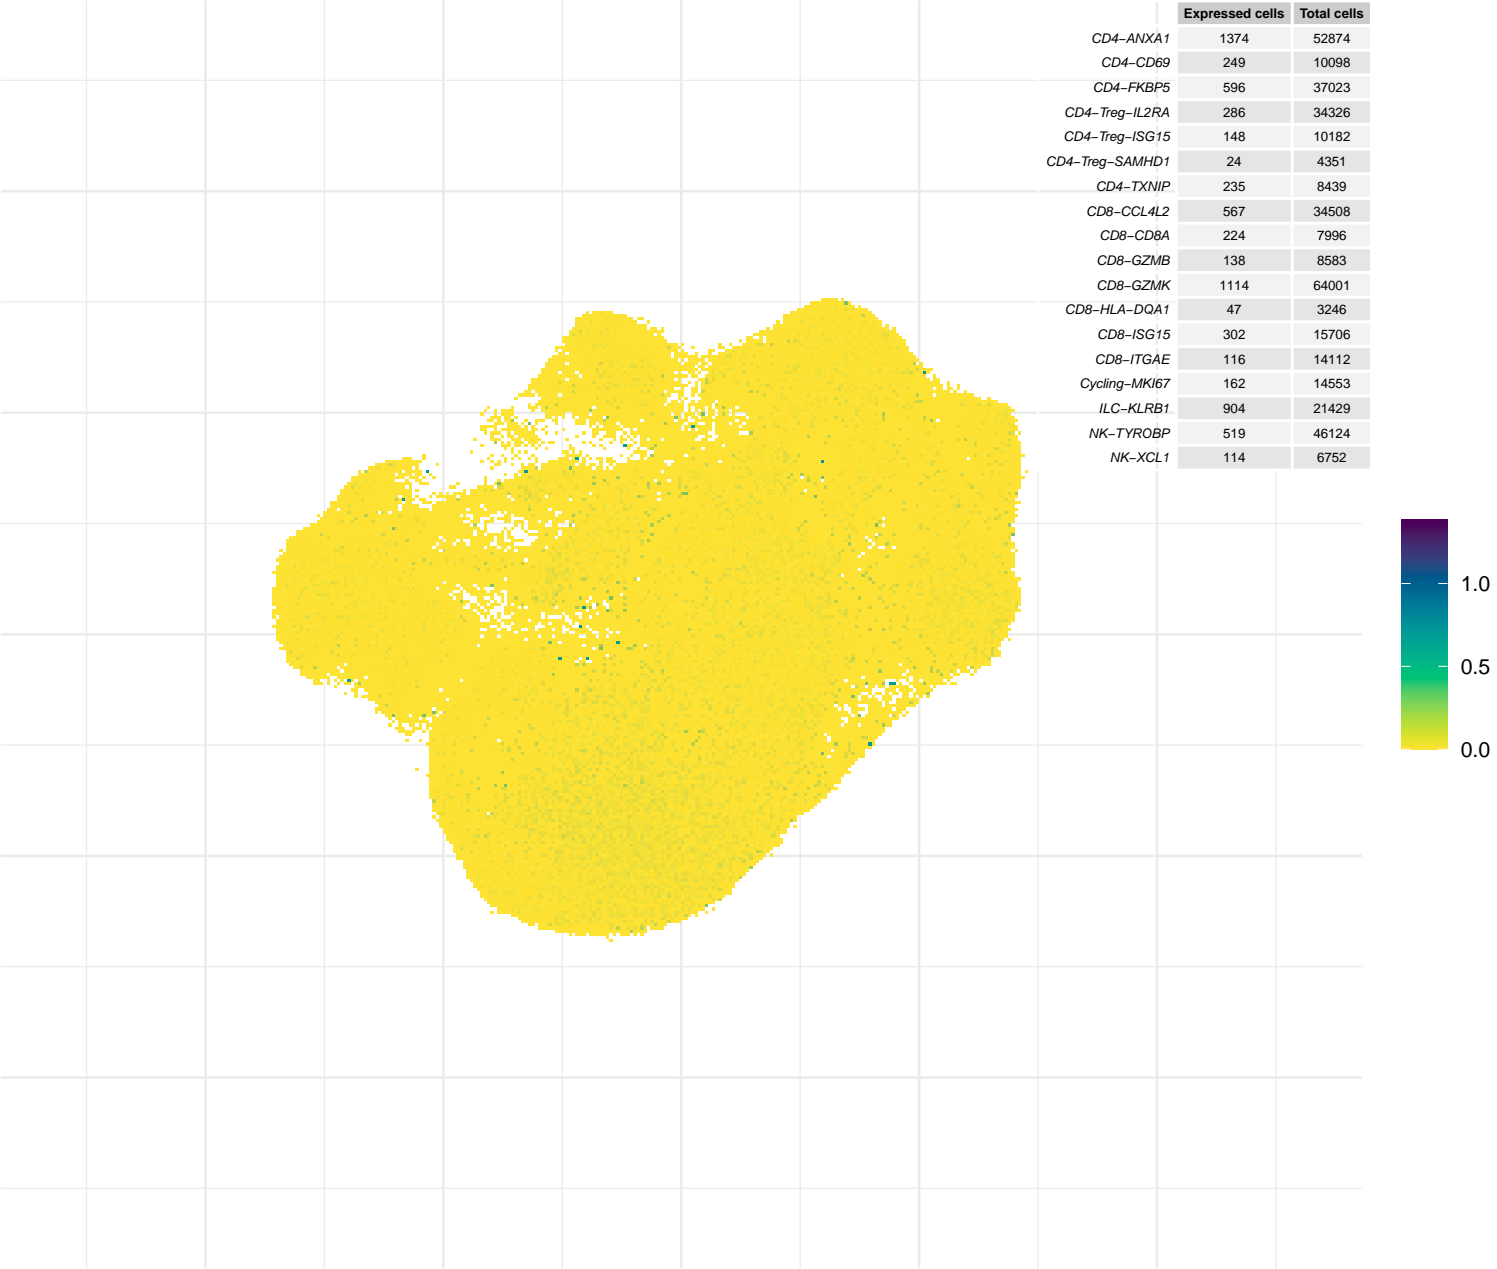 Expressed cells Total cells
CD4−ANXA1 1374 52874
CD4−CD69 249 10098
CD4−FKBP5 596 37023
CD4−Treg−IL2RA 286 34326
CD4−Treg−ISG15 148 10182
CD4−Treg−SAMHD1 24 4351
CD4−TXNIP 235 8439
CD8−CCL4L2 567 34508
CD8−CD8A 224 7996
CD8−GZMB 138 8583
CD8−GZMK 1114 64001
CD8−HLA−DQA1 47 3246
CD8−ISG15 302 15706
CD8−ITGAE 116 14112
Cycling−MKI67 162 14553
ILC−KLRB1 904 21429
NK−TYROBP 519 46124
NK−XCL1 114 6752
1.0
0.5
0.0